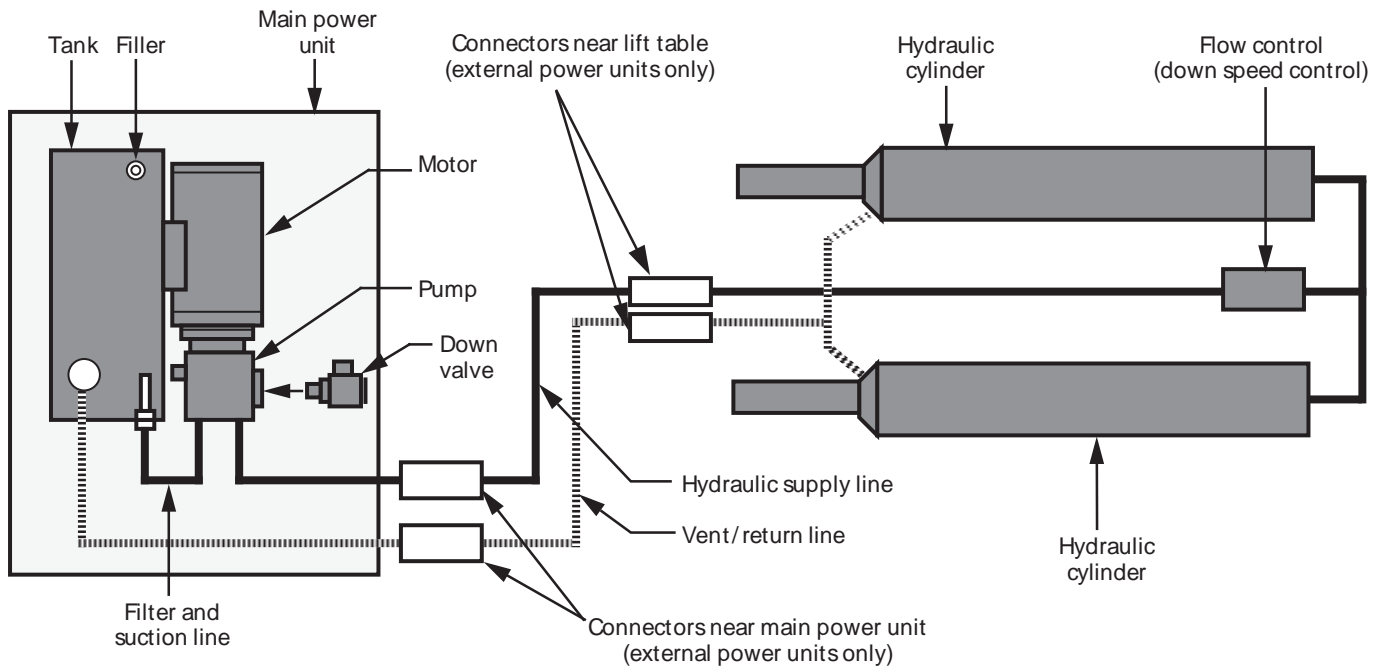 Main power
unit
Tank
Filler
Connectors near lift table
(external power units only)
Hydraulic
cylinder
Flow control
(down speed control)
Motor
Pump
Down
valve
Hydraulic supply line
Vent/return line
Hydraulic
cylinder
Filter and
suction line
Connectors near main power unit
(external power units only)